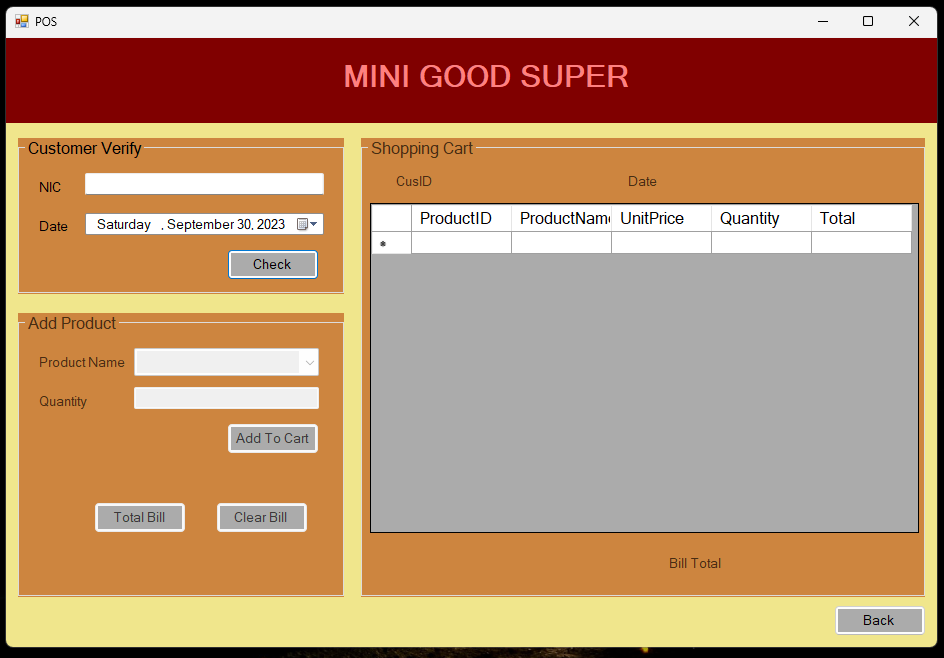 POS
MINI GOOD SUPER
Customer Verify
NIC
Date Saturday , September 30, 2023
Check
Add Product
Product Name
Quantity
Add To Cart
Total Bill Clear Bill
Shopping Cart
CusID Date
ProductID ProductName UnitPrice Quantity Total
*
Bill Total
Back